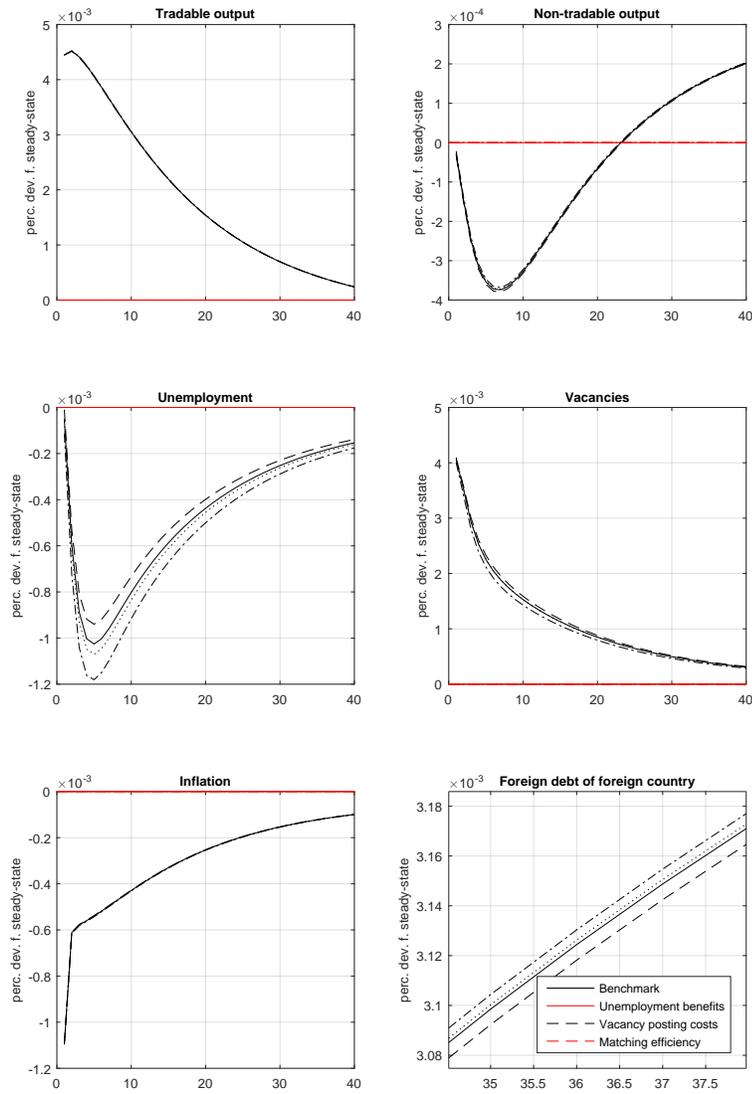 Tradable output
×10-3
perc. dev. f. steady-state
5
4
3
2
1
0
0 10 20 30 40
Non-tradable output
×10-4
perc. dev. f. steady-state
3
2
1
0
-1
-2
-3
-4
0 10 20 30 40
Unemployment
×10-3
perc. dev. f. steady-state
0
-0.2
-0.4
-0.6
-0.8
-1
-1.2
0 10 20 30 40
Vacancies
×10-3
perc. dev. f. steady-state
5
4
3
2
1
0
0 10 20 30 40
Inflation
×10-3
perc. dev. f. steady-state
0
-0.2
-0.4
-0.6
-0.8
-1
-1.2
0 10 20 30 40
Foreign debt of foreign country
×10-3
perc. dev. f. steady-state
3.18
3.16
3.14
3.12
3.1
3.08
35 35.5 36 36.5 37 37.5
Benchmark
Unemployment benefits
Vacancy posting costs
Matching efficiency